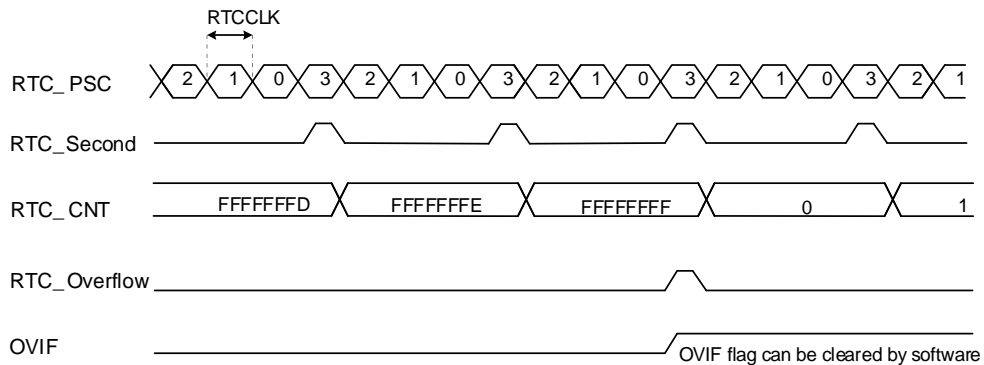 RTCCLK
RTC_PSC 2 1 0 3 2 1 0 3 2 1 0 3 2 1 0 3 2 1
RTC_Second
RTC_CNT FFFFFFFD FFFFFFFE FFFFFFFF 0 1
RTC_Overflow
OVIF OVIF flag can be cleared by software